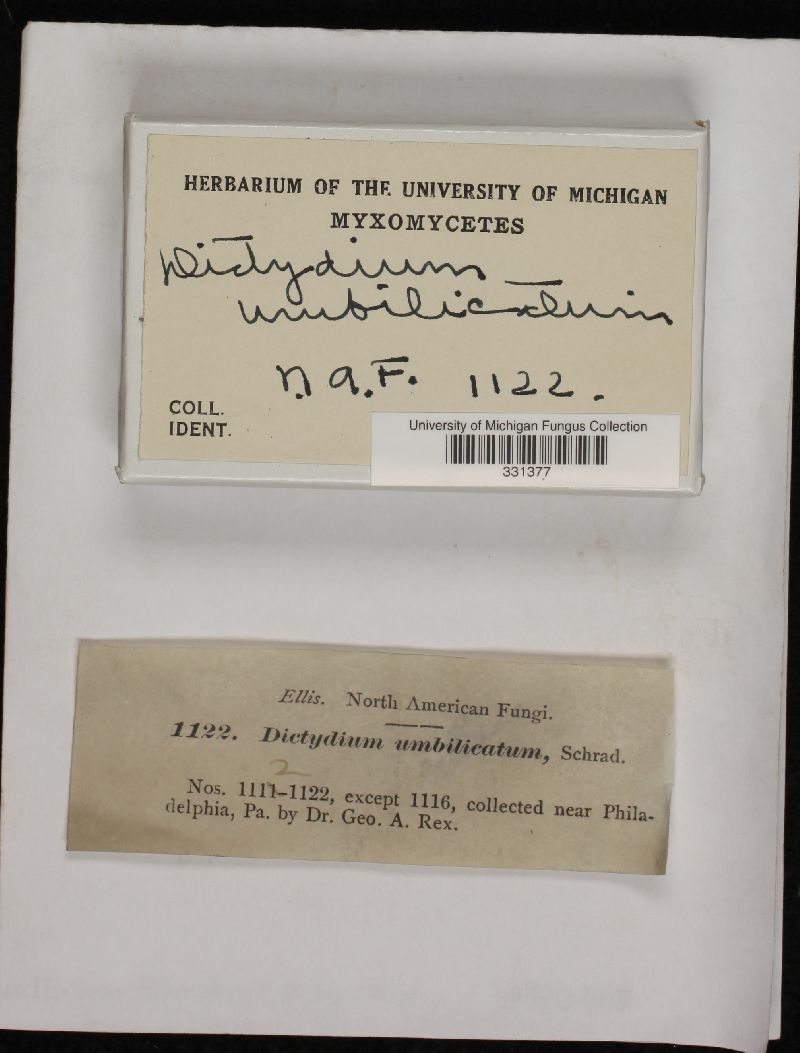 HERBARIUM OF THE UNIVERSITY OF MICHIGAN
MYXOMYCETES
Dictydium
umbilicatum
N.A.F. 1122.
COLL.
IDENT.
University of Michigan Fungus Collection
331377
Ellis. North American Fungi.
1122. Dictydium umbilicatum, Schrad.
2
Nos. 1111–1122, except 1116, collected near Phila-
delphia, Pa. by Dr. Geo. A. Rex.